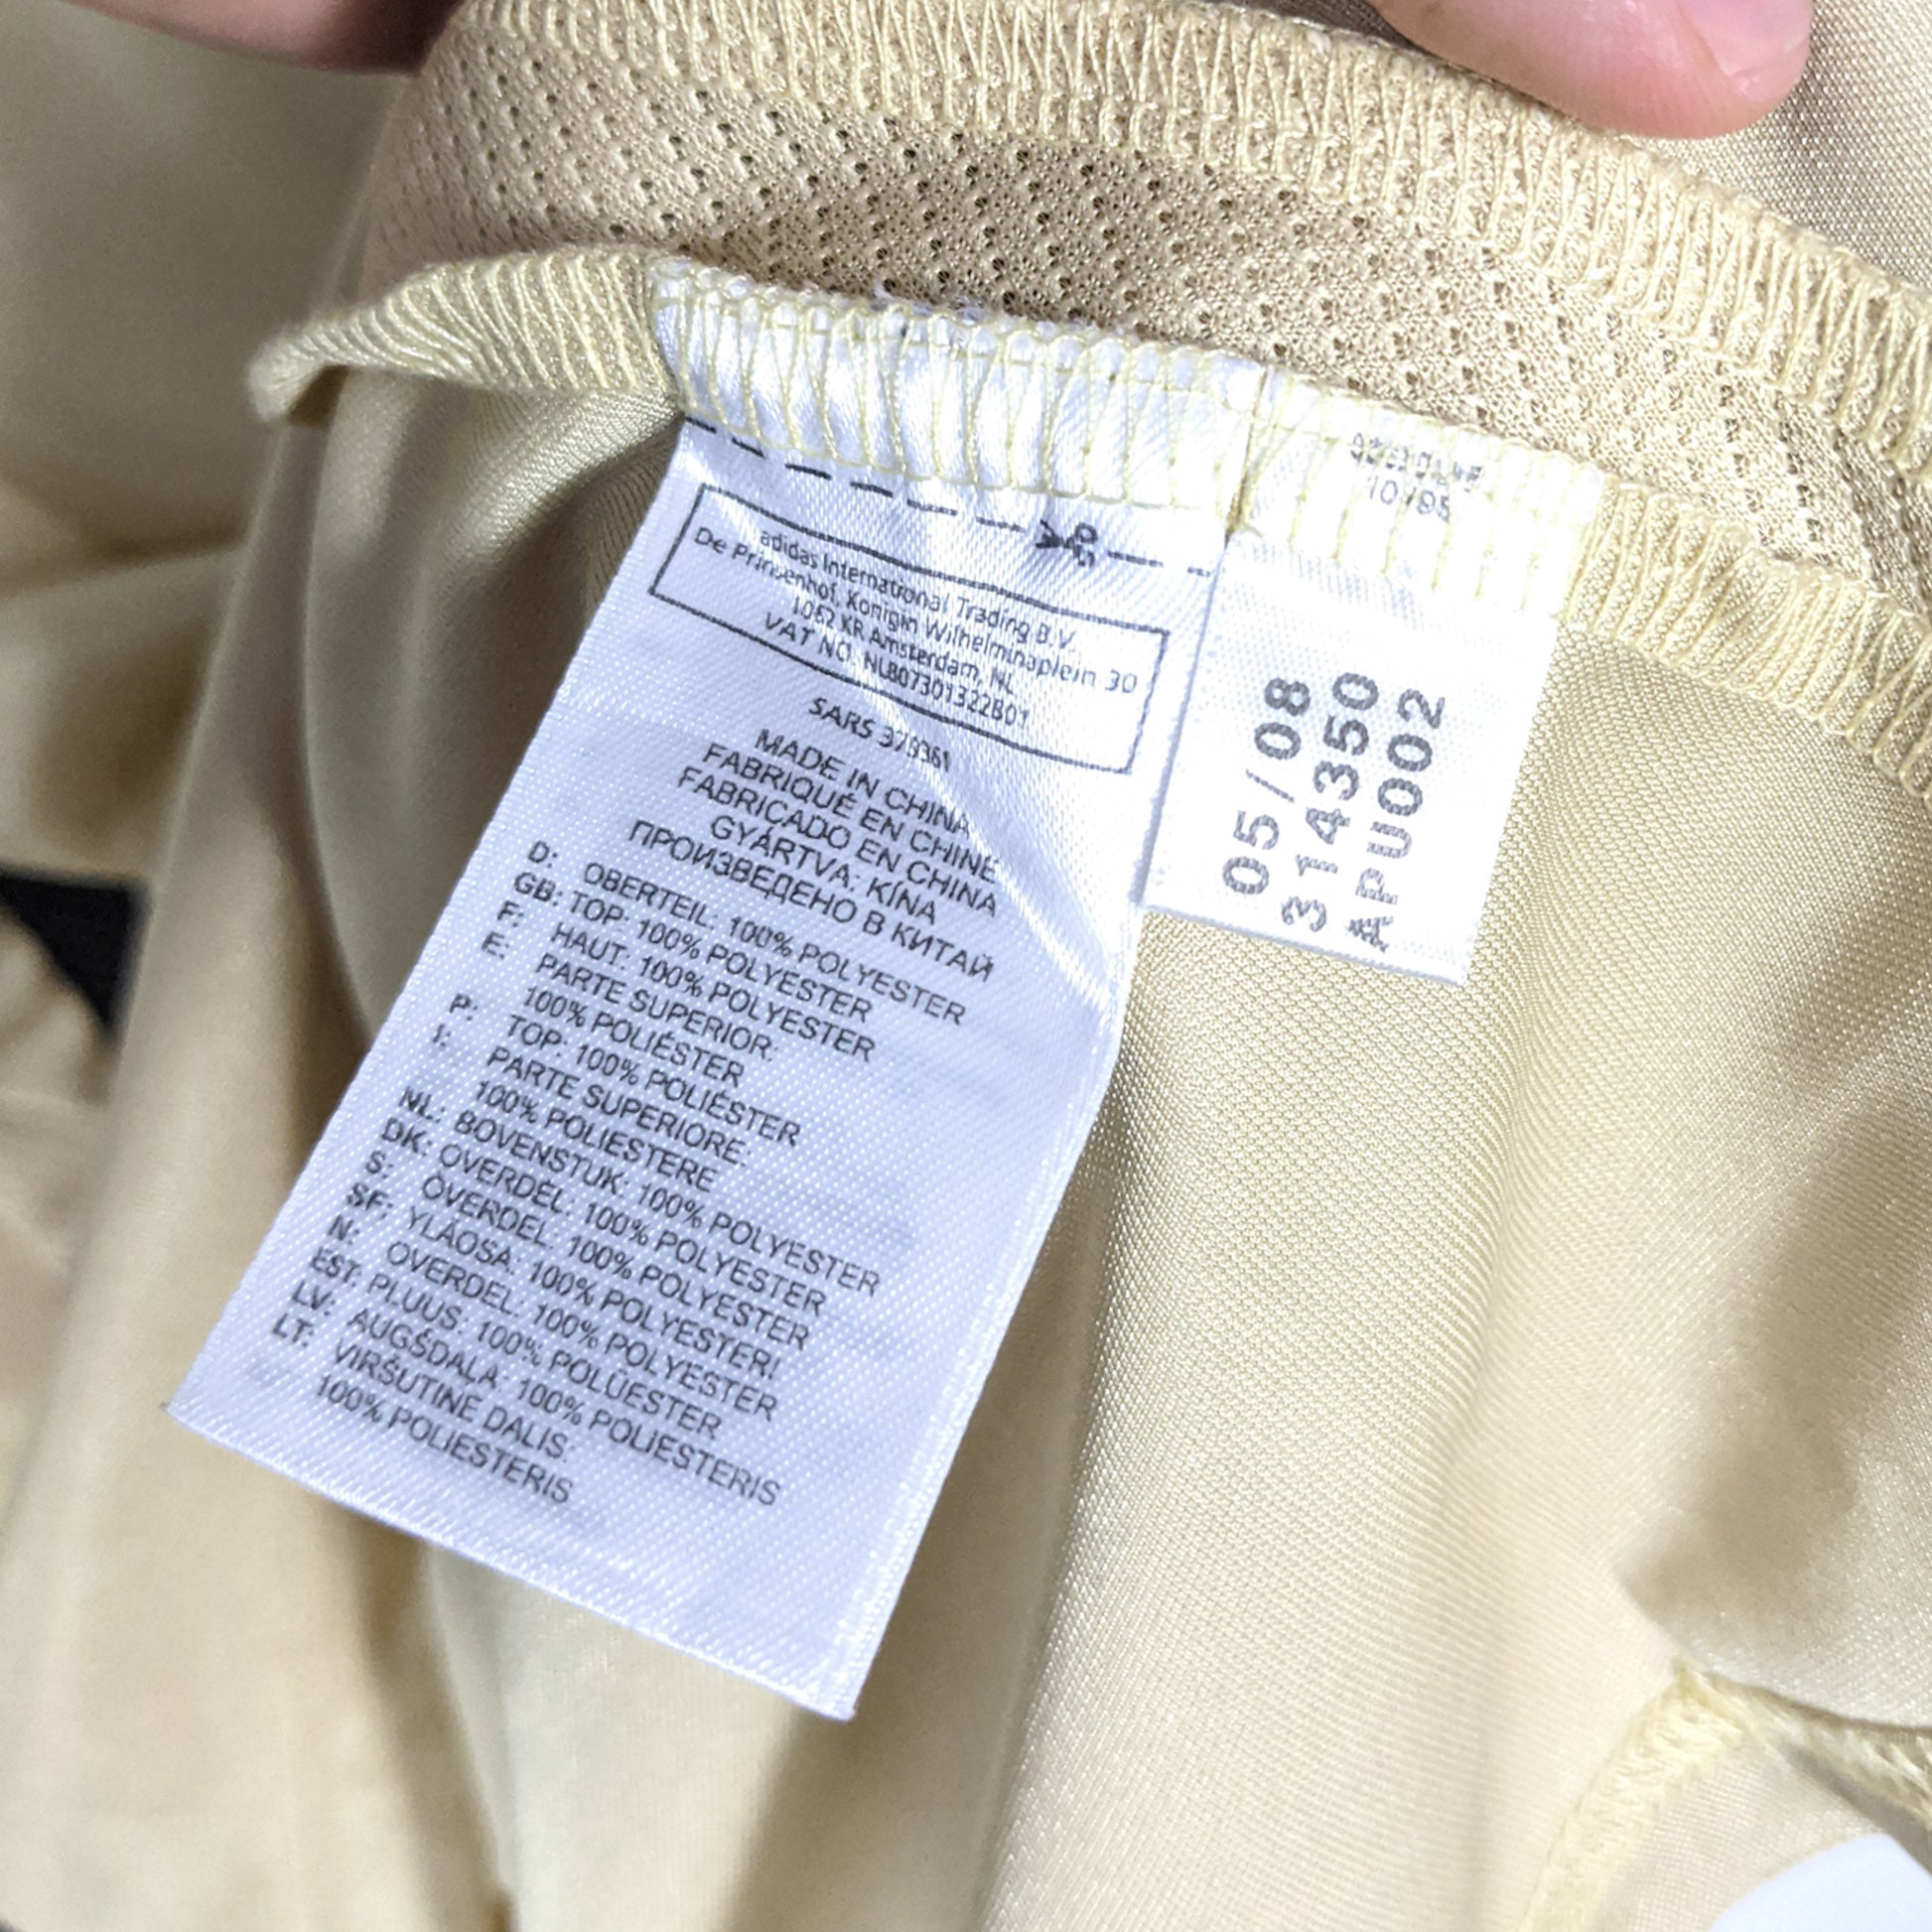 adidas International Trading B.V.
De Prinsenhof, Konigin Wilhelminaplein 30
1062 KR Amsterdam, NL
VAT NO. NL807301322B01
SARS
MADE IN CHINA
FABRIQUÉ EN CHINE
FABRICADO EN CHINA
GYÁRTVA: KÍNA
ПРОИЗВЕДЕНО В КИТАЙ
D: OBERTEIL: 100% POLYESTER
GB: TOP: 100% POLYESTER
F: HAUT: 100% POLYESTER
E: PARTE SUPERIOR:
100% POLIÉSTER
P: TOP: 100% POLIÉSTER
I: PARTE SUPERIORE:
100% POLIESTERE
NL: BOVENSTUK: 100% POLYESTER
DK: OVERDEL: 100% POLYESTER
S: ÖVERDEL: 100% POLYESTER
SF: YLÄOSA: 100% POLYESTERI
N: OVERDEL: 100% POLYESTER
EST: PLUUS: 100% POLÜESTER
LV: AUGŠDAĻA: 100% POLIESTERIS
LT: VIRŠUTINĖ DALIS:
100% POLIESTERIS
05/08
314350
APU002